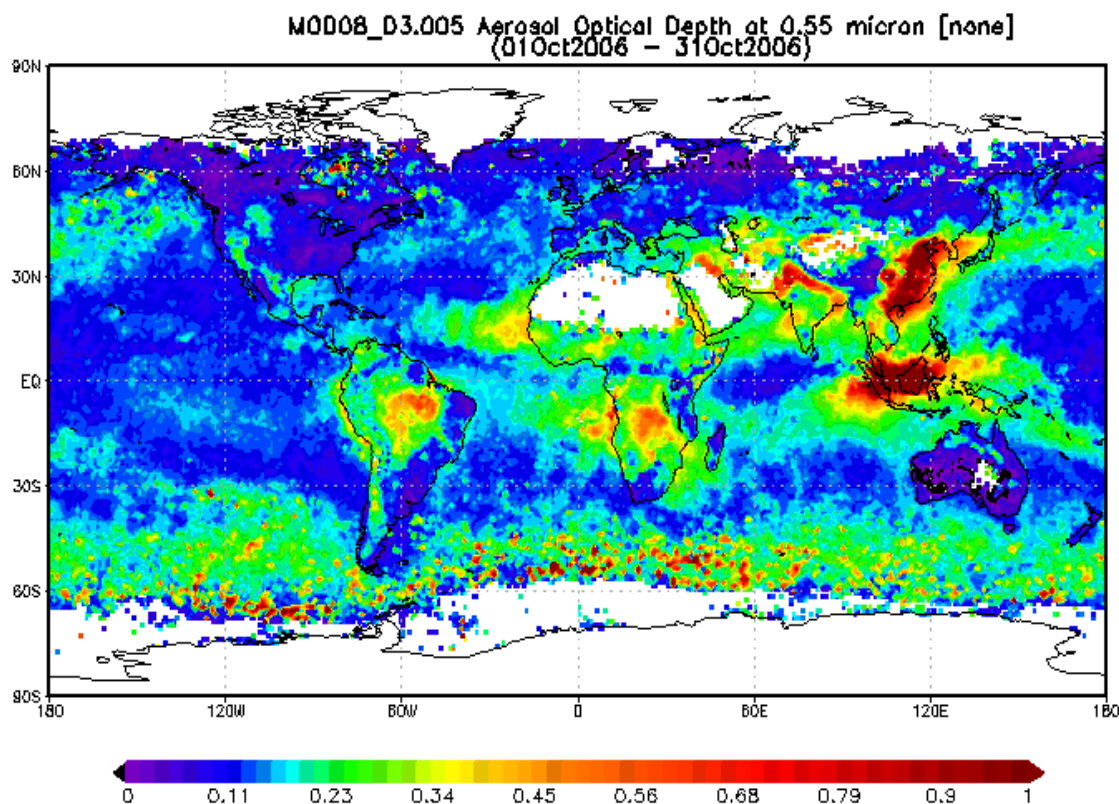 MOD08_D3.005 Aerosol Optical Depth at 0.55 micron [none]
(01Oct2006 - 31Oct2006)
90N
60N
30N
EQ
30S
60S
90S
180 120W 60W 0 60E 120E 180
0 0.11 0.23 0.34 0.45 0.56 0.68 0.79 0.9 1